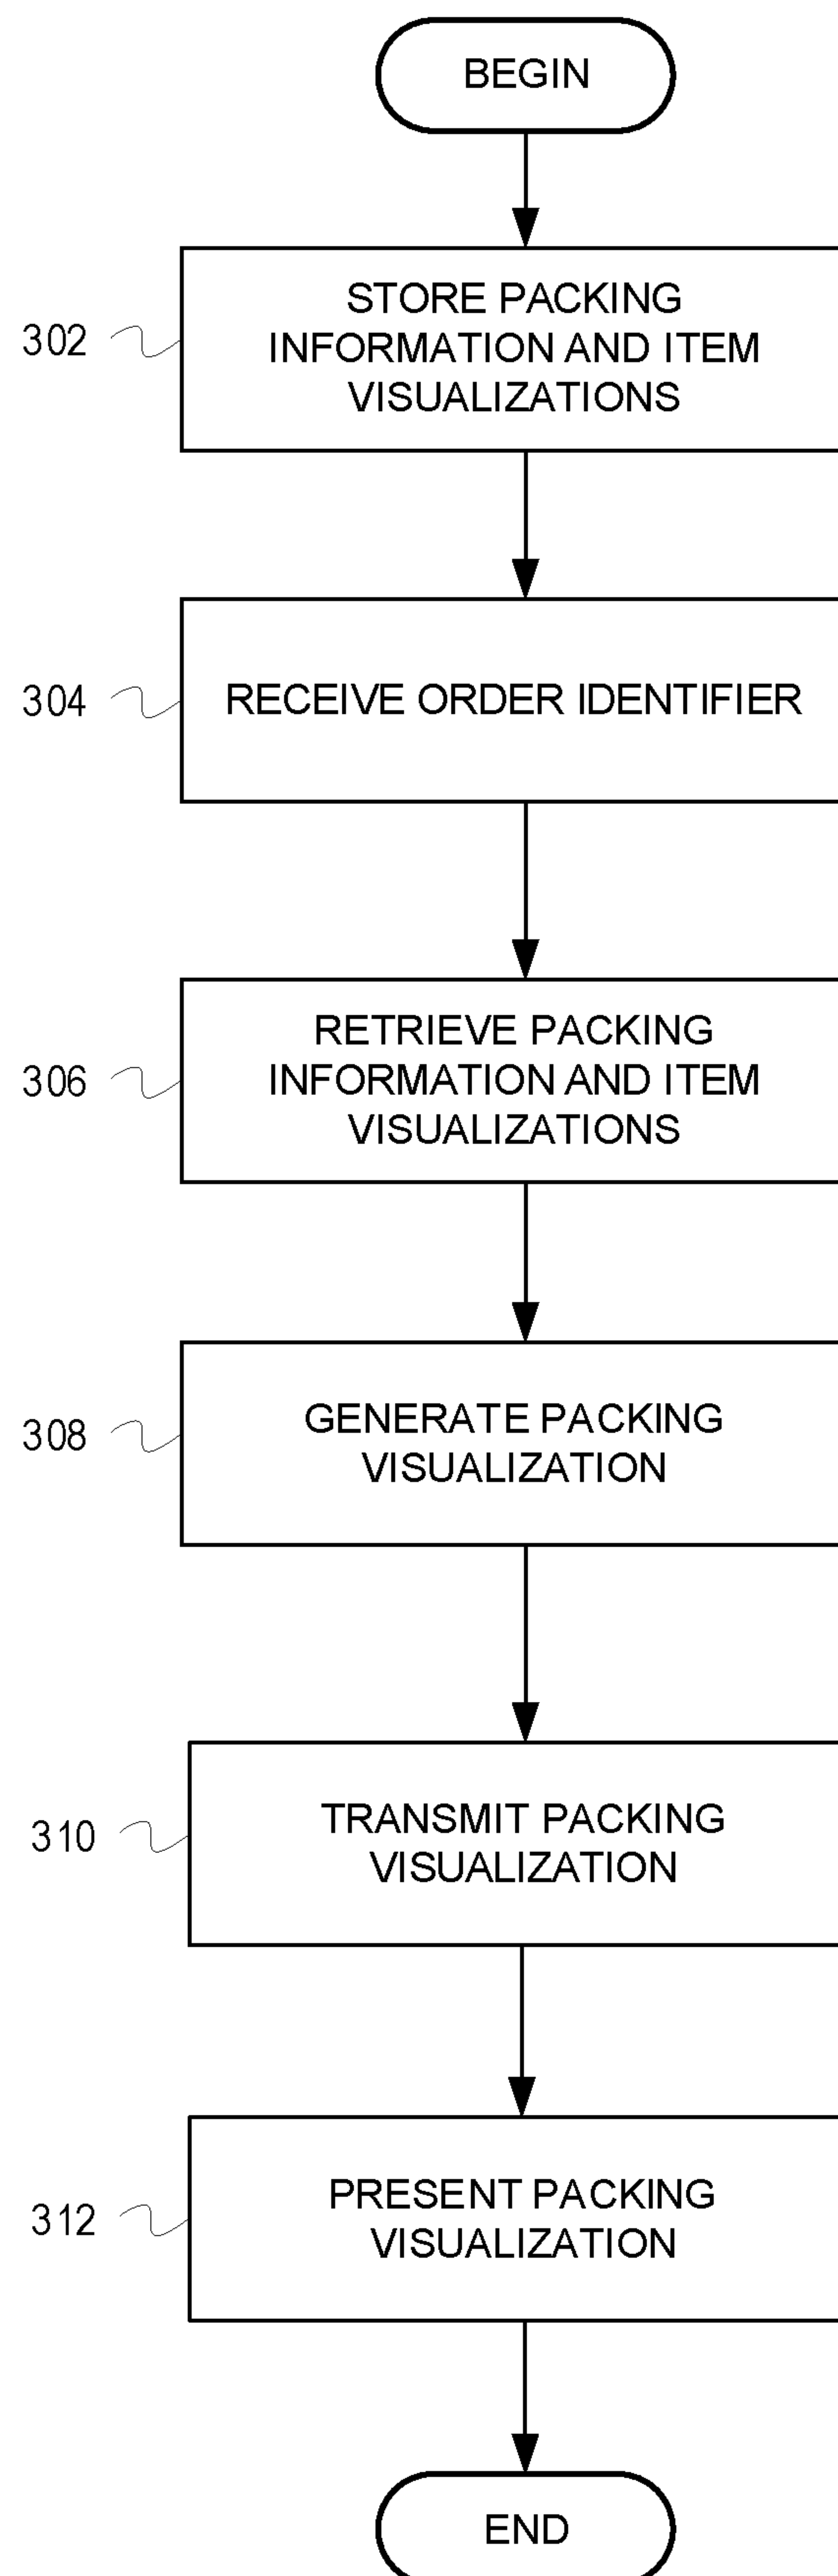 BEGIN
302
STORE PACKING
INFORMATION AND ITEM
VISUALIZATIONS
304
RECEIVE ORDER IDENTIFIER
306
RETRIEVE PACKING
INFORMATION AND ITEM
VISUALIZATIONS
308
GENERATE PACKING
VISUALIZATION
310
TRANSMIT PACKING
VISUALIZATION
312
PRESENT PACKING
VISUALIZATION
END